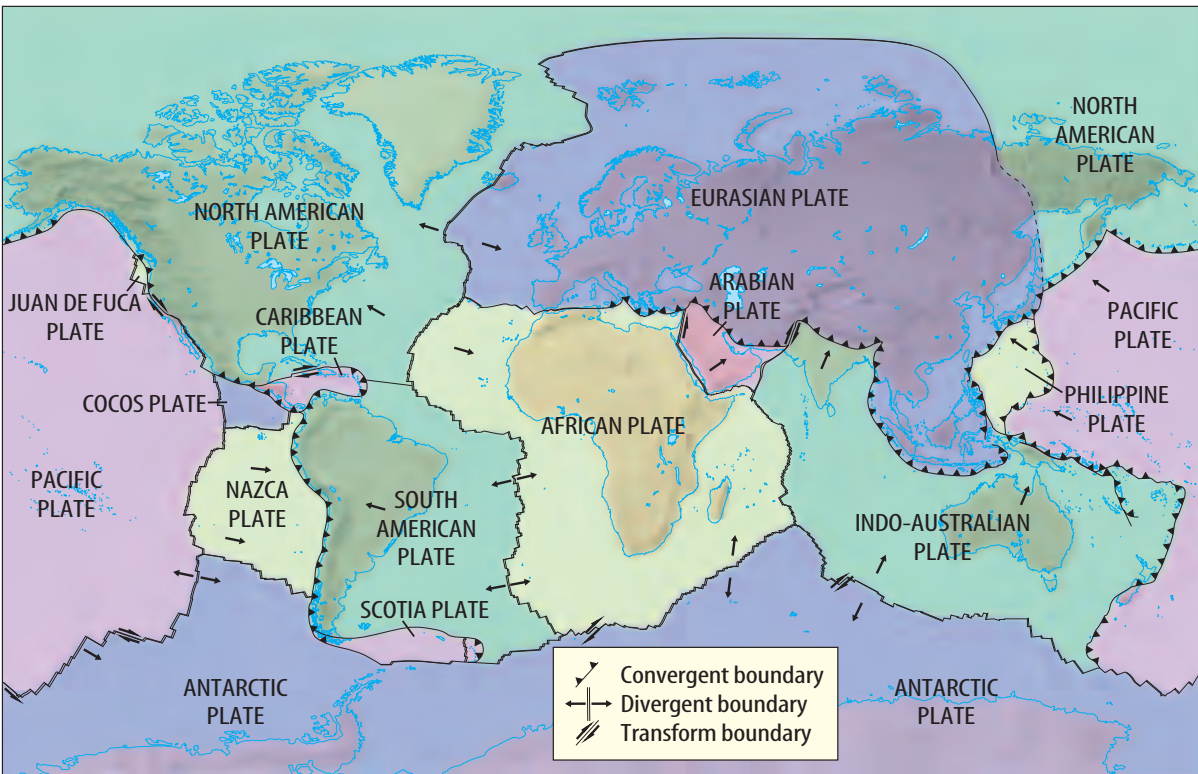 NORTH
AMERICAN
PLATE
EURASIAN PLATE
NORTH AMERICAN
PLATE
ARABIAN
PLATE
JUAN DE FUCA
PLATE
CARIBBEAN
PLATE
PACIFIC
PLATE
COCOS PLATE
PHILIPPINE
PLATE
AFRICAN PLATE
PACIFIC
PLATE
NAZCA
PLATE
SOUTH
AMERICAN
PLATE
INDO-AUSTRALIAN
PLATE
SCOTIA PLATE
ANTARCTIC
PLATE
ANTARCTIC
PLATE
Convergent boundary
Divergent boundary
Transform boundary